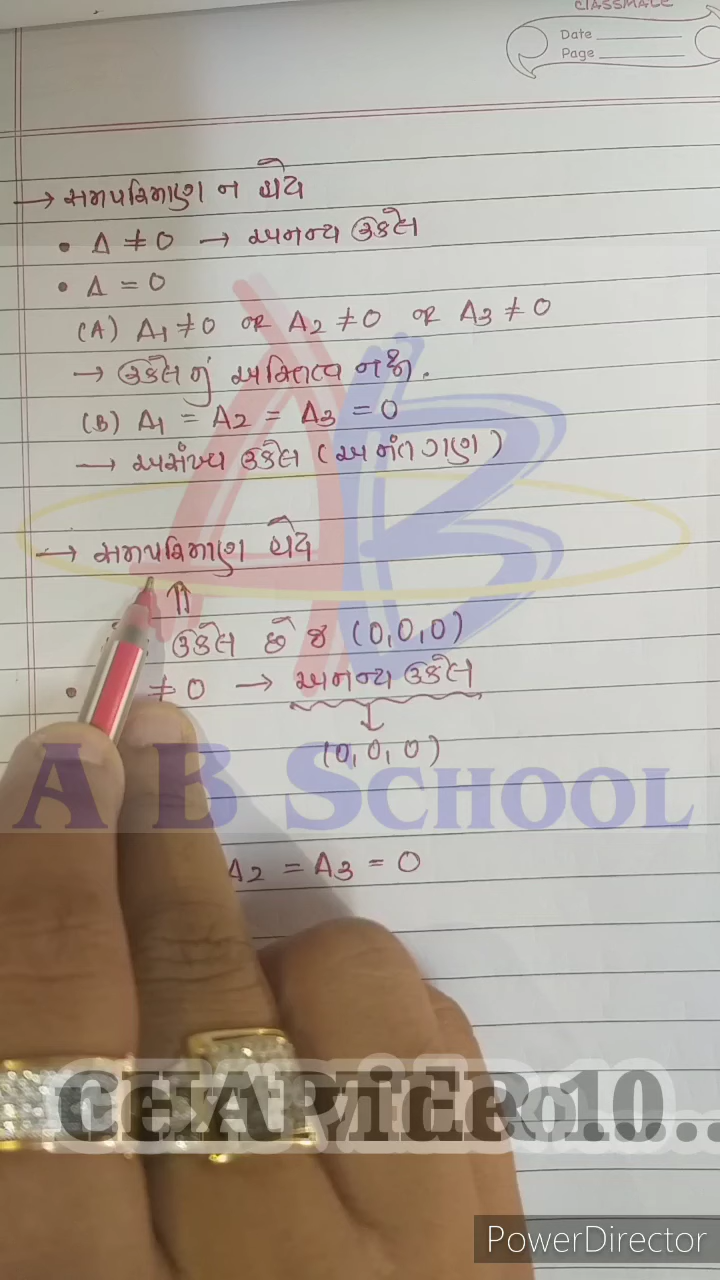 CLASSMATE
Date
Page
→ સમપરિમાણ ન હોય
• Δ ≠ 0 → અનન્ય ઉકેલ
• Δ = 0
(A) Δ1 ≠ 0 or Δ2 ≠ 0 or Δ3 ≠ 0
→ ઉકેલ નું અસ્તિત્વ નથી.
(B) Δ1 = Δ2 = Δ3 = 0
→ અસંખ્ય ઉકેલ (અનંત ગણ)
→ સમપરિમાણ હોય
⇑
ઉકેલ છે જ (0,0,0)
• ≠ 0 → અનન્ય ઉકેલ
↓
(0,0,0)
A B SCHOOL
Δ2 = Δ3 = 0
PowerDirector